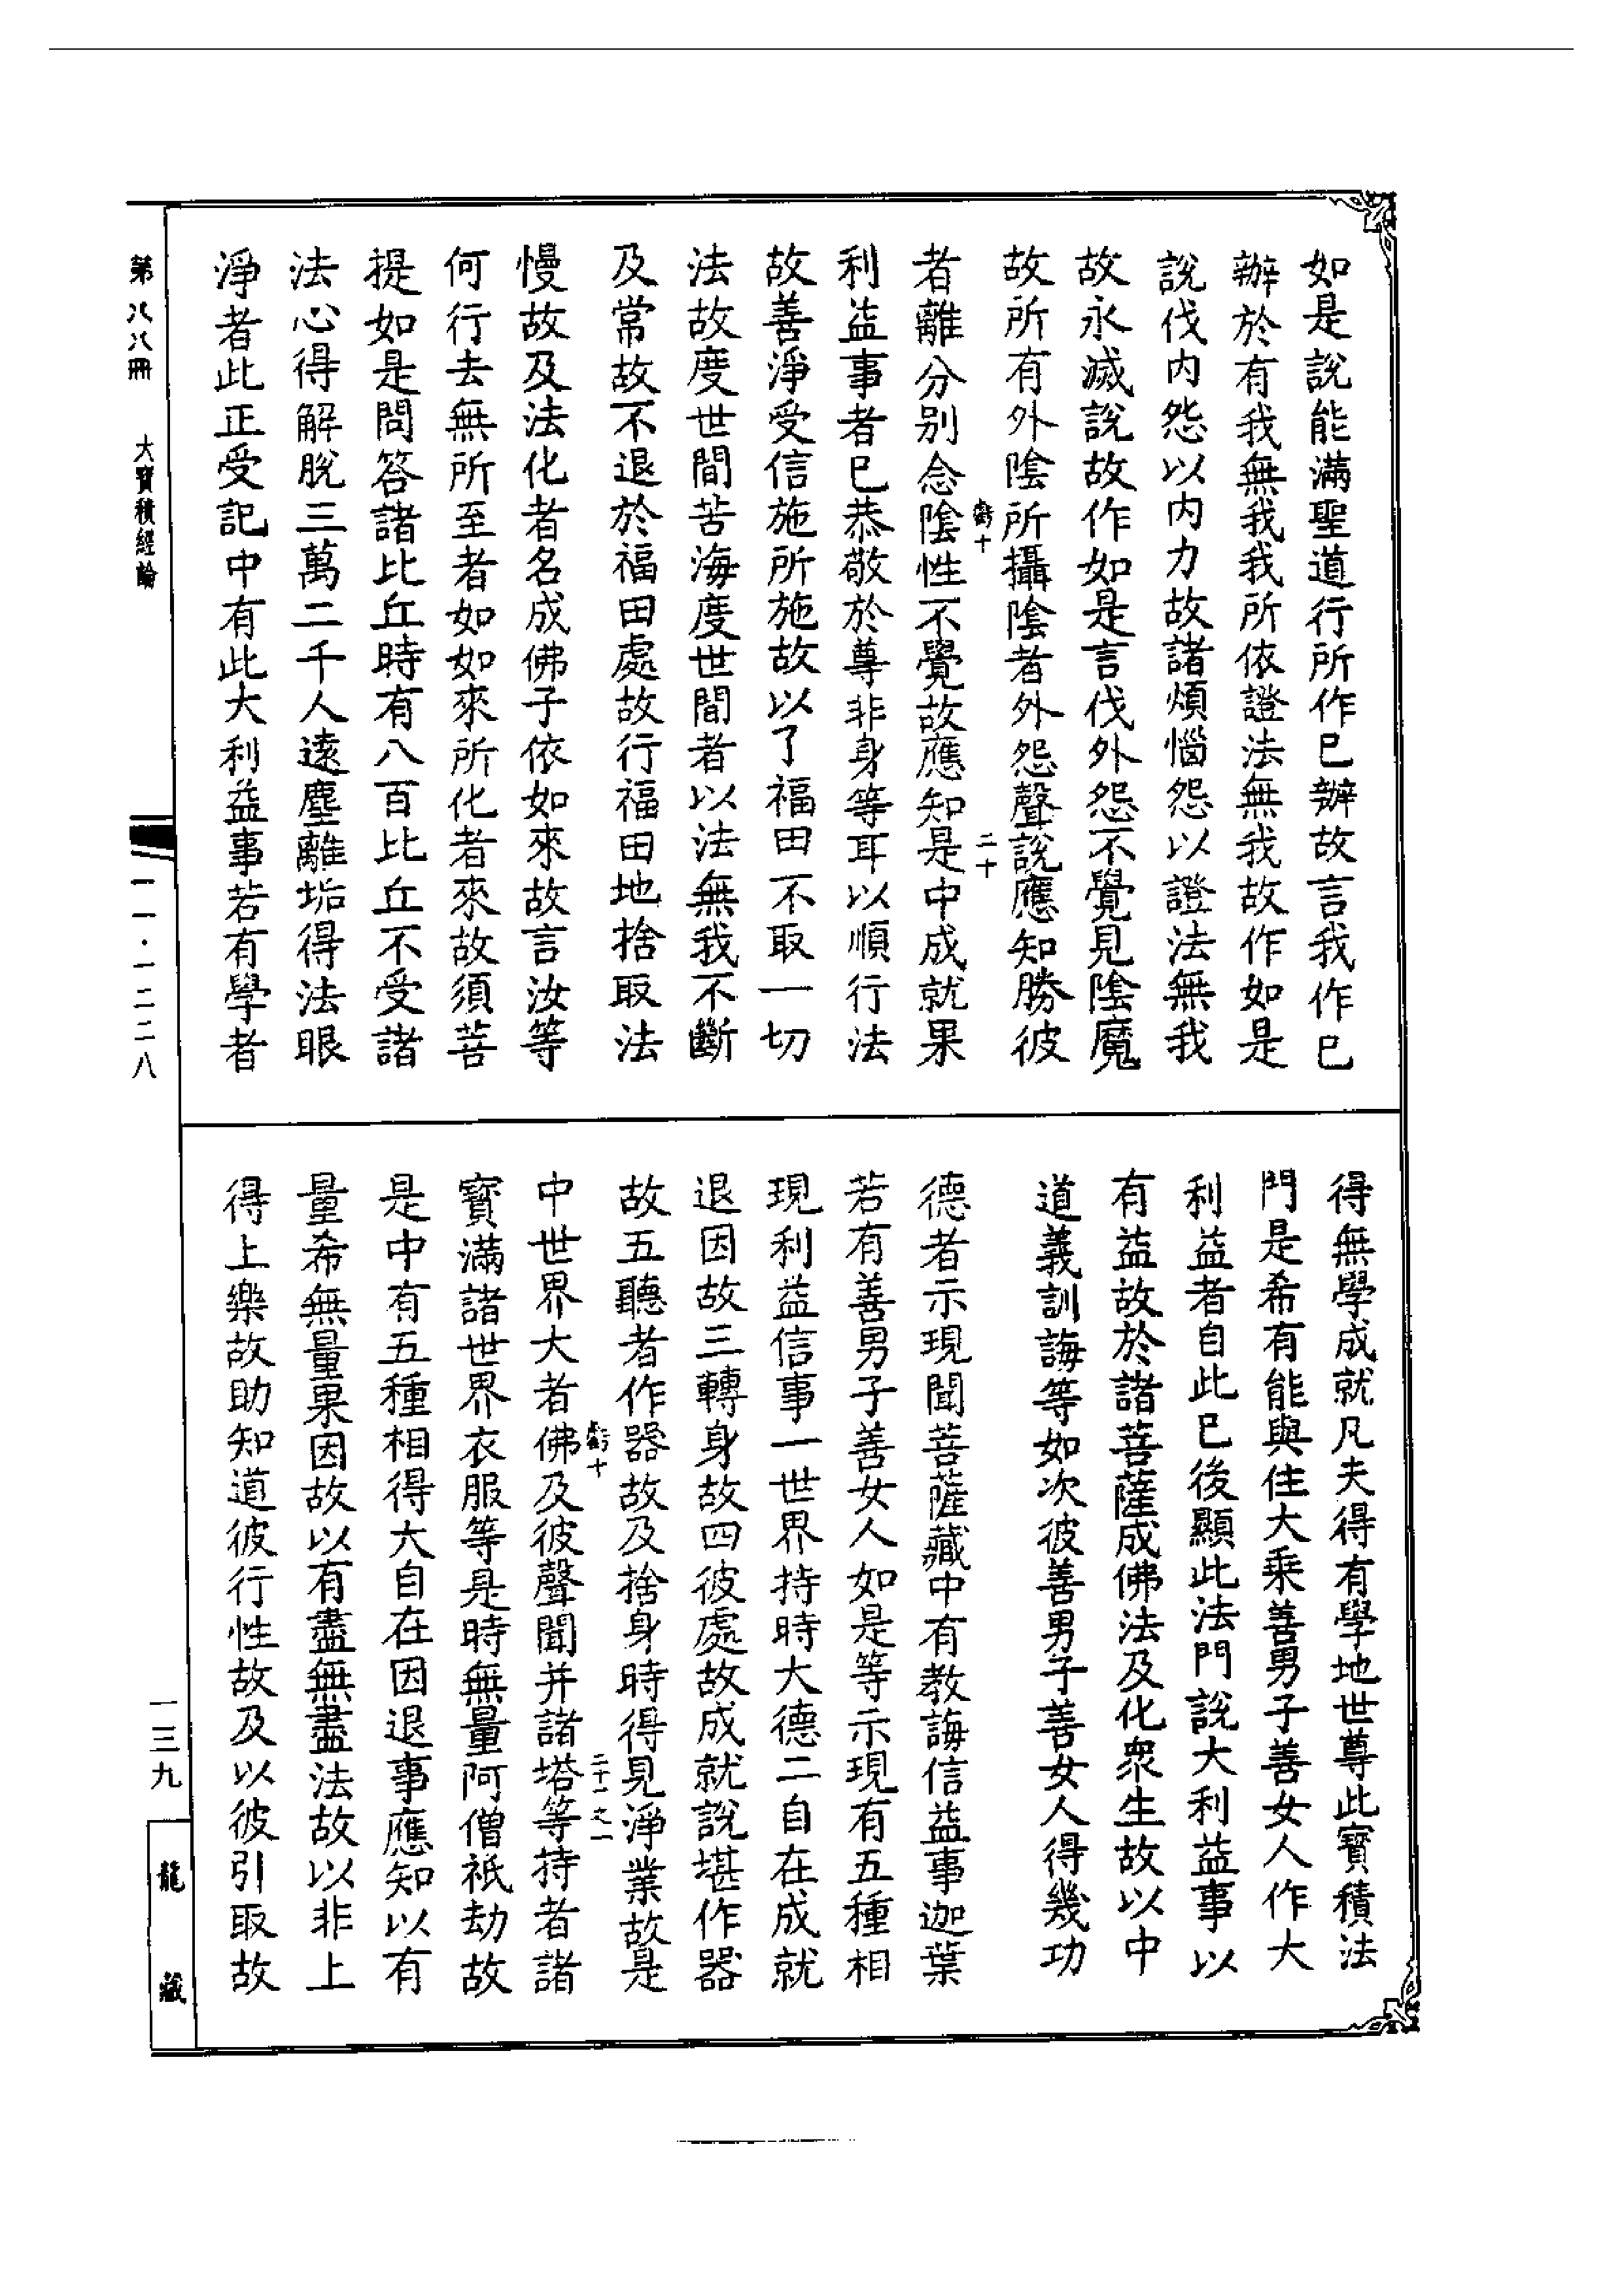 如是說能滿聖道行所作已辦故言我作已
辦於有我無我我所依證法無我故作如是
說伐內怨以內力故諸煩惱怨以證法無我
故永滅說故作如是言伐外怨不覺見陰魔
故所有外陰所攝陰者外怨聲說應知勝彼
虧十 二十
者離分別念陰性不覺故應知是中成就果
利益事者已恭敬於尊非身等耳以順行法
故善淨受信施所施故以了福田不取一切
法故度世間苦海度世間者以法無我不斷
及常故不退於福田處故行福田地捨取法
慢故及法化者名成佛子依如來故言汝等
何行去無所至者如如來所化者來故須菩
提如是問答諸比丘時有八百比丘不受諸
法心得解脫三萬二千人遠塵離垢得法眼
淨者此正受記中有此大利益事若有學者
得無學成就凡夫得有學地世尊此寶積法
門是希有能與住大乘善男子善女人作大
利益者自此已後顯此法門說大利益事以
有益故於諸菩薩成佛法及化眾生故以中
道義訓誨等如次彼善男子善女人得幾功
德者示現聞菩薩藏中有教誨信益事迦葉
若有善男子善女人如是等示現有五種相
現利益信事一世界持時大德二自在成就
退因故三轉身故四彼處故成就說堪作器
故五聽者作器故及捨身時得見淨業故是
虧十 二十一之一
中世界大者佛及彼聲聞并諸塔等持者諸
寶滿諸世界衣服等是時無量阿僧祇劫故
是中有五種相得大自在因退事應知以有
量希無量果因故以有盡無盡法故以非上
得上樂故助知道彼行性故及以彼引取故
第八八冊 大寶積經論
一一·一二二八
一三九
龍藏